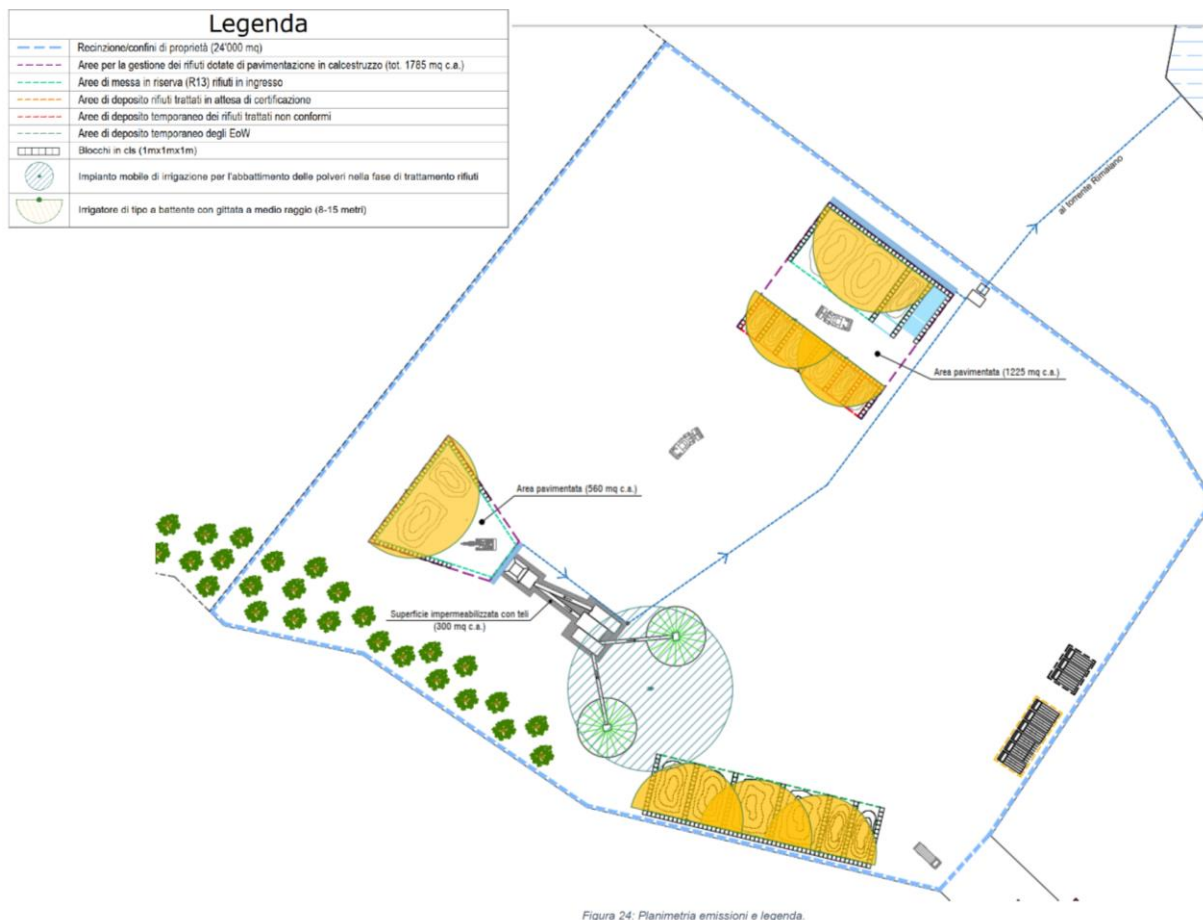 Legenda
Recinzione/confini di proprietà (24'000 mq)
Aree per la gestione dei rifiuti dotate di pavimentazione in calcestruzzo (tot. 1785 mq c.a.)
Aree di messa in riserva (R13) rifiuti in ingresso
Aree di deposito rifiuti trattati in attesa di certificazione
Aree di deposito temporaneo dei rifiuti trattati non conformi
Aree di deposito temporaneo degli EoW
Blocchi in cls (1mx1mx1m)
Impianto mobile di irrigazione per l'abbattimento delle polveri nella fase di trattamento rifiuti
Irrigatore di tipo a battente con gittata a medio raggio (8-15 metri)
al torrente Rimaiano
Area pavimentata (1225 mq c.a.)
Area pavimentata (560 mq c.a.)
Superficie impermeabilizzata con teli
(300 mq c.a.)
Figura 24: Planimetria emissioni e legenda.